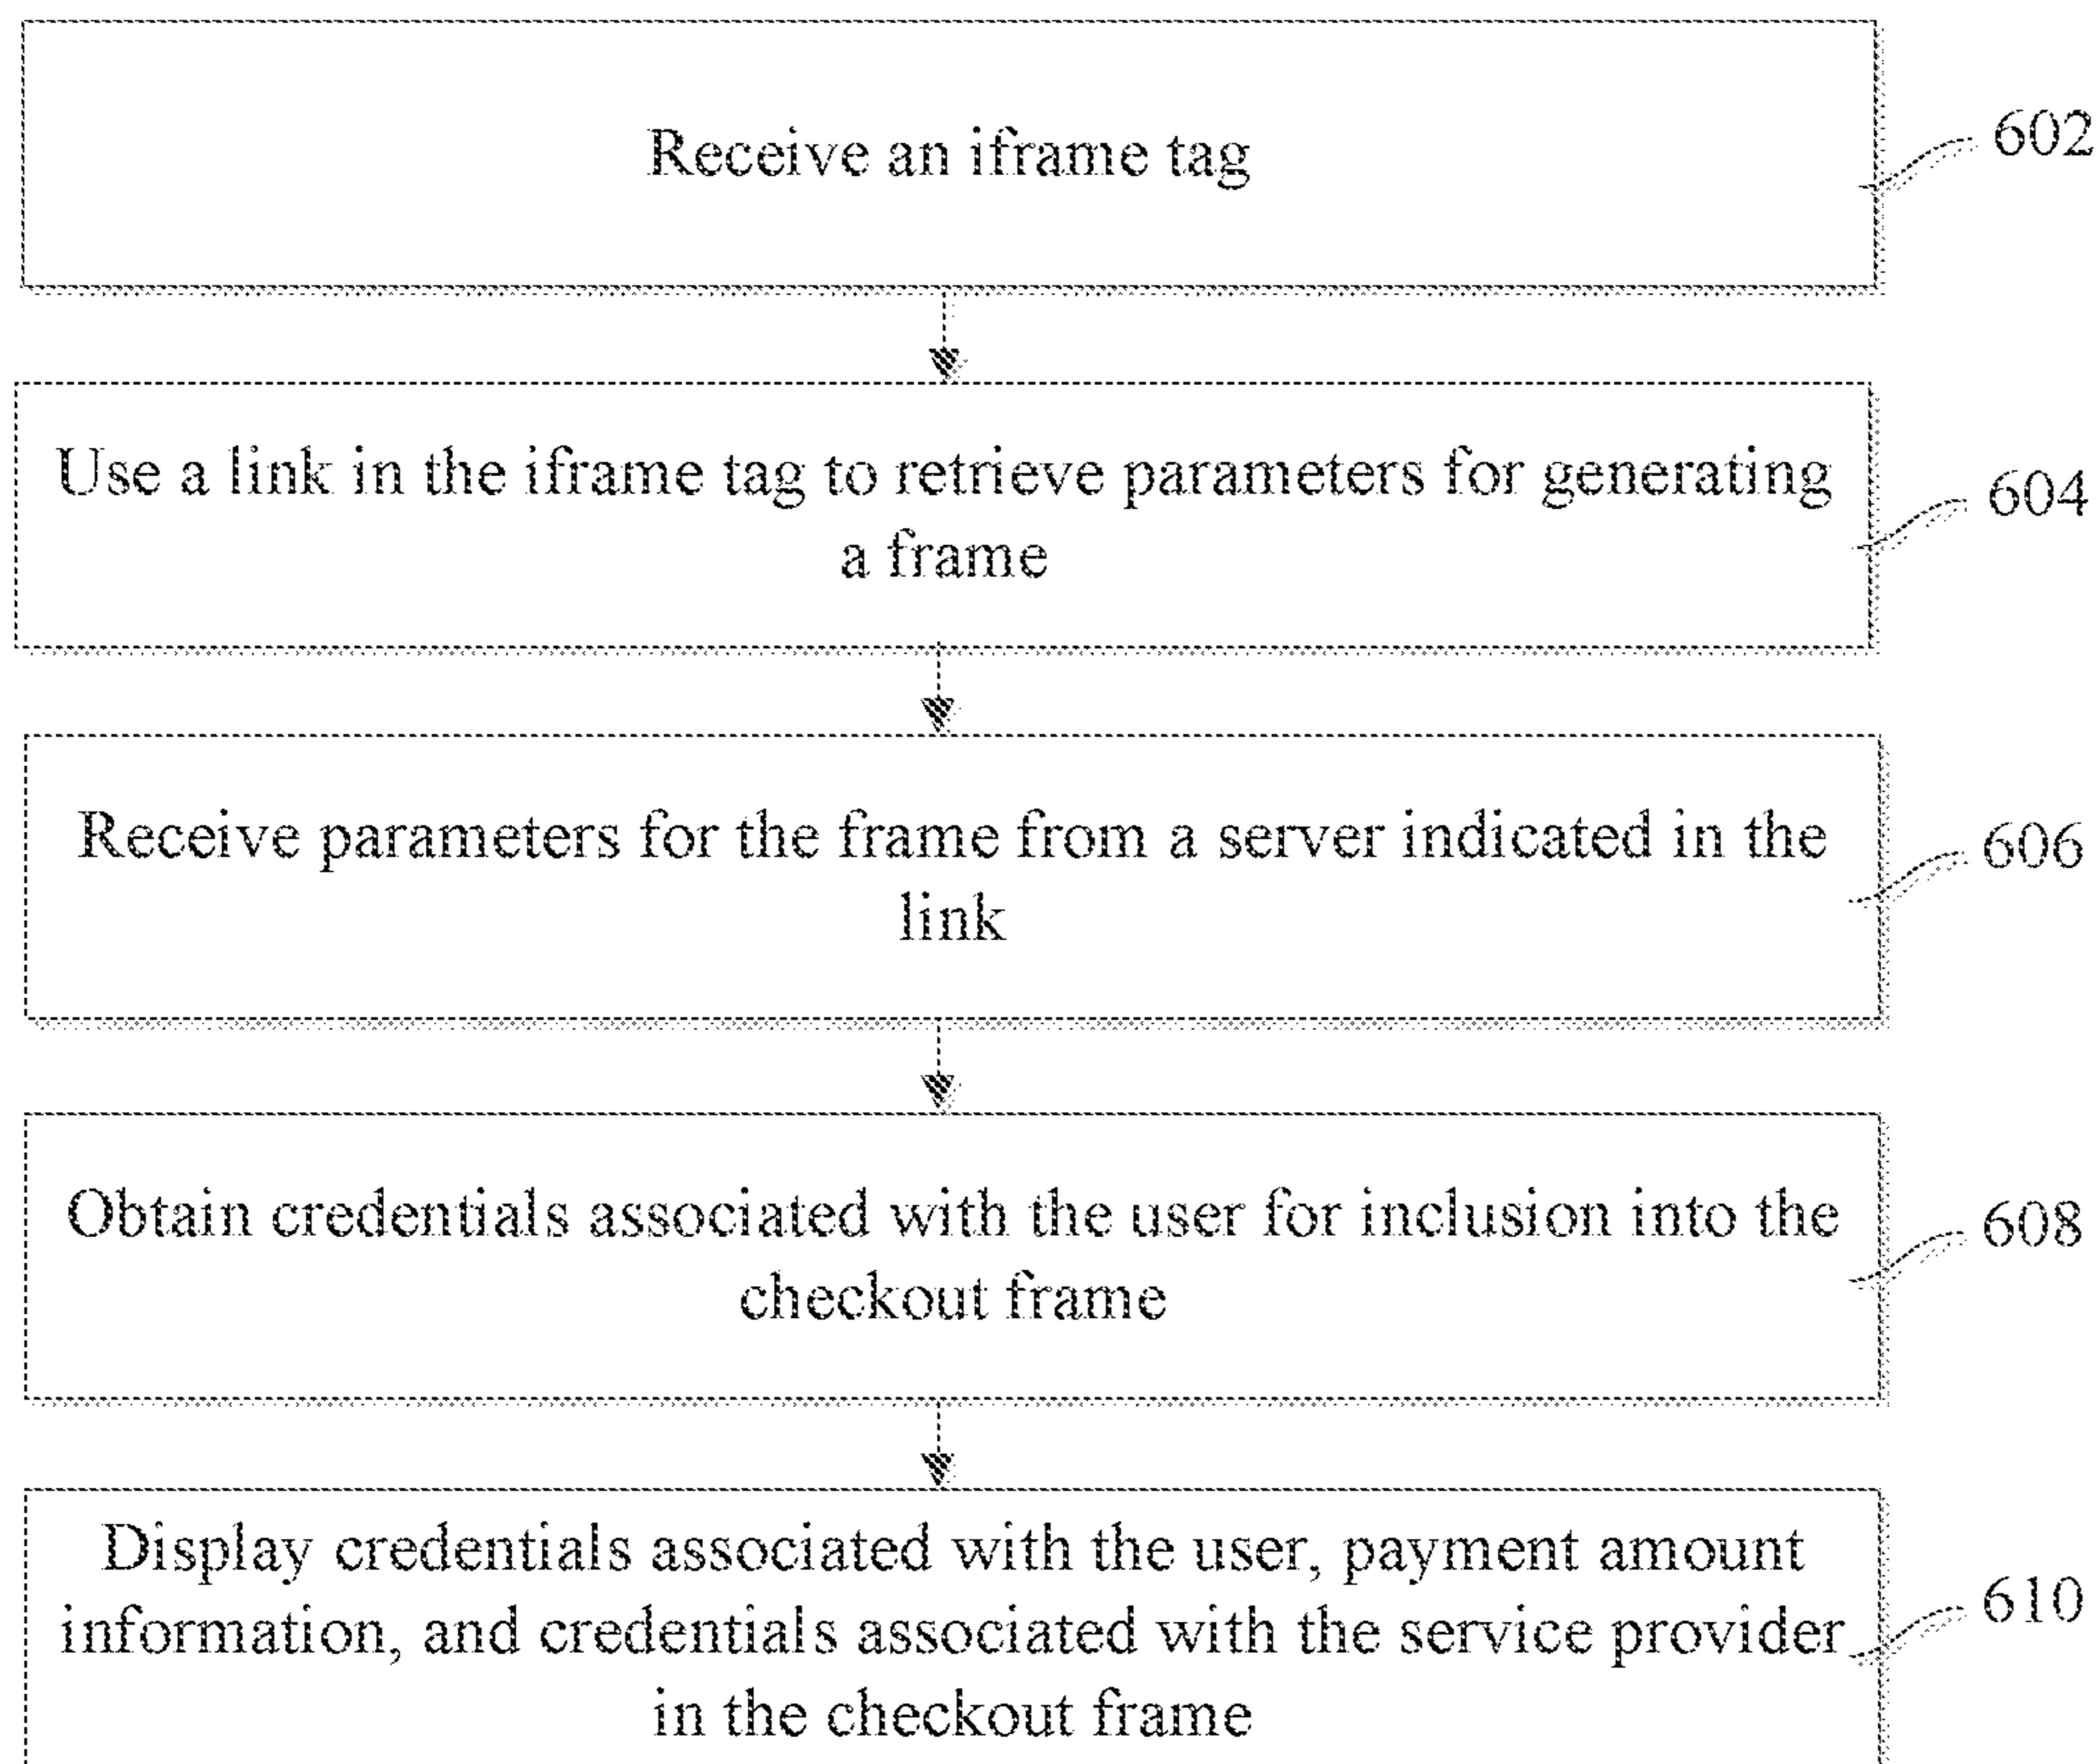 Receive an iframe tag
602
Use a link in the iframe tag to retrieve parameters for generating
a frame
604
Receive parameters for the frame from a server indicated in the
link
606
Obtain credentials associated with the user for inclusion into the
checkout frame
608
Display credentials associated with the user, payment amount
information, and credentials associated with the service provider
in the checkout frame
610